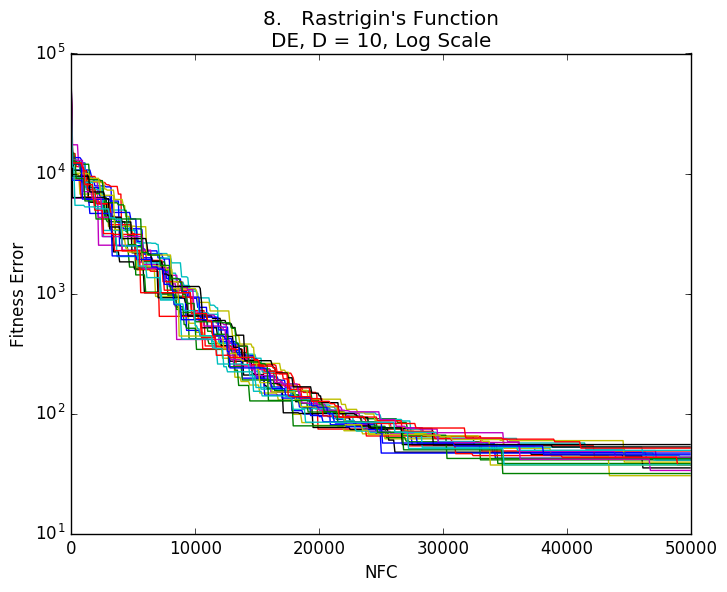 8.   Rastrigin's Function
DE, D = 10, Log Scale
10^5
10^4
10^3
10^2
10^1
Fitness Error
0 10000 20000 30000 40000 50000
NFC